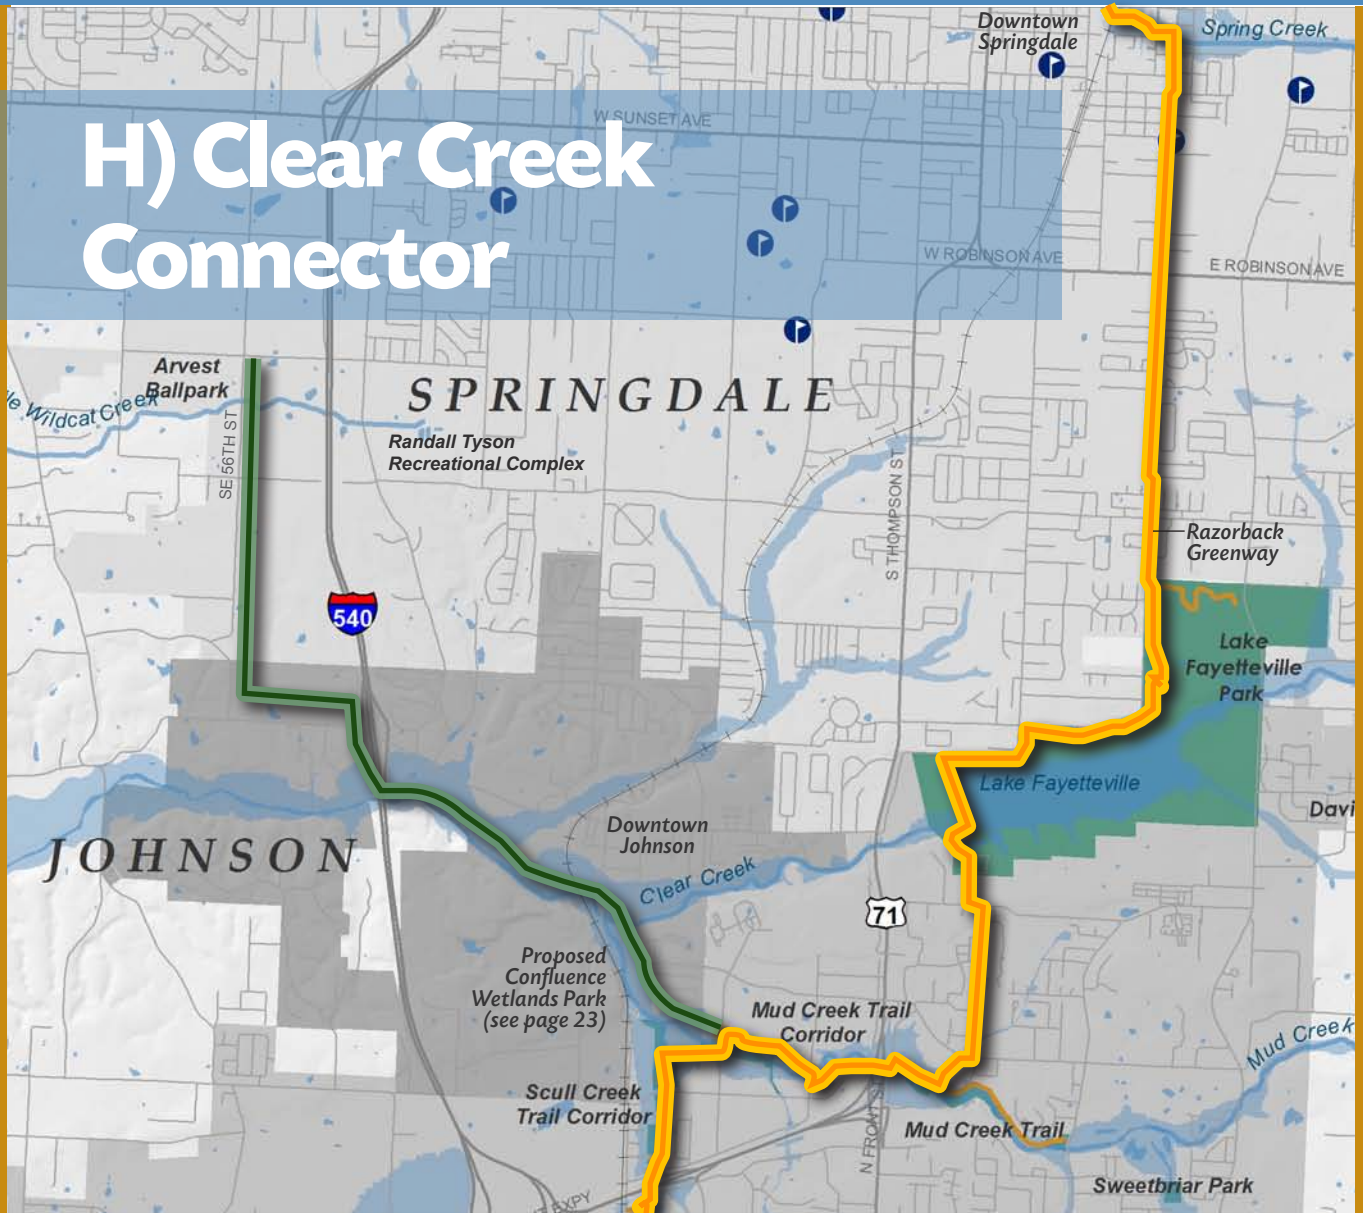 Downtown
Springdale
Spring Creek
W SUNSET AVE
H) Clear Creek
Connector
W ROBINSON AVE
E ROBINSON AVE
Arvest
Ballpark
le Wildcat Creek
SPRINGDALE
SE 56TH ST
Randall Tyson
Recreational Complex
S THOMPSON ST
Razorback
Greenway
540
Lake
Fayetteville
Park
Lake Fayetteville
Davi
JOHNSON
Downtown
Johnson
Clear Creek
71
Proposed
Confluence
Wetlands Park
(see page 23)
Mud Creek Trail
Corridor
Mud Creek
Scull Creek
Trail Corridor
N FRONT S
Mud Creek Trail
Sweetbriar Park
EXPY